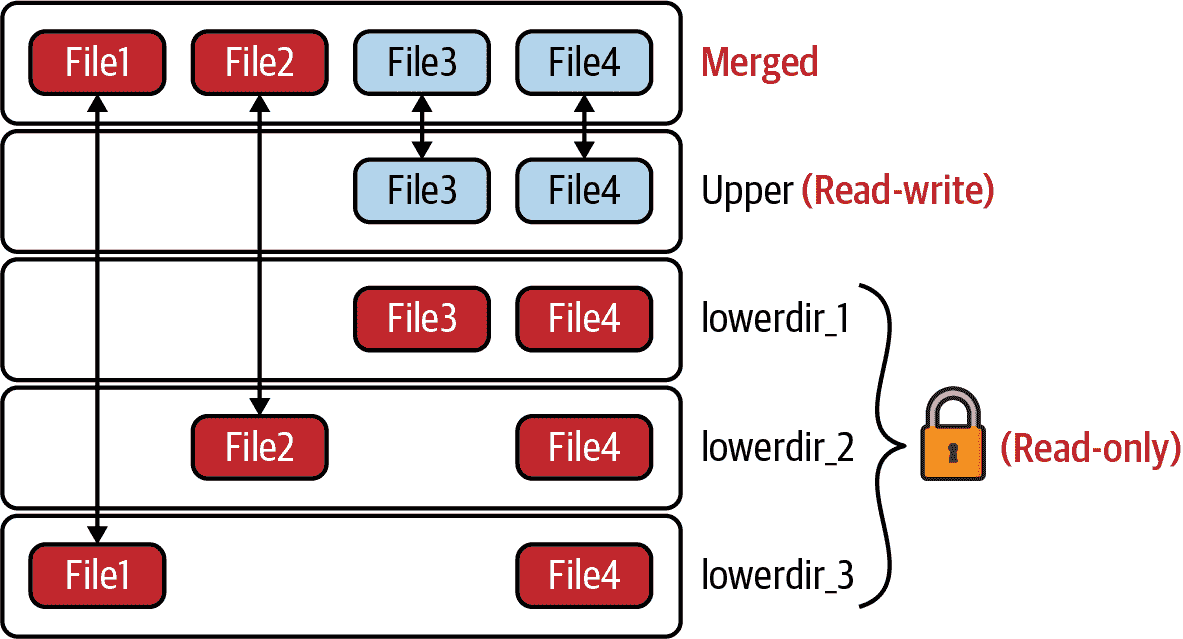 File1 File2 File3 File4 Merged
File3 File4 Upper (Read-write)
File3 File4 lowerdir_1
File2 File4 lowerdir_2 (Read-only)
File1 File4 lowerdir_3